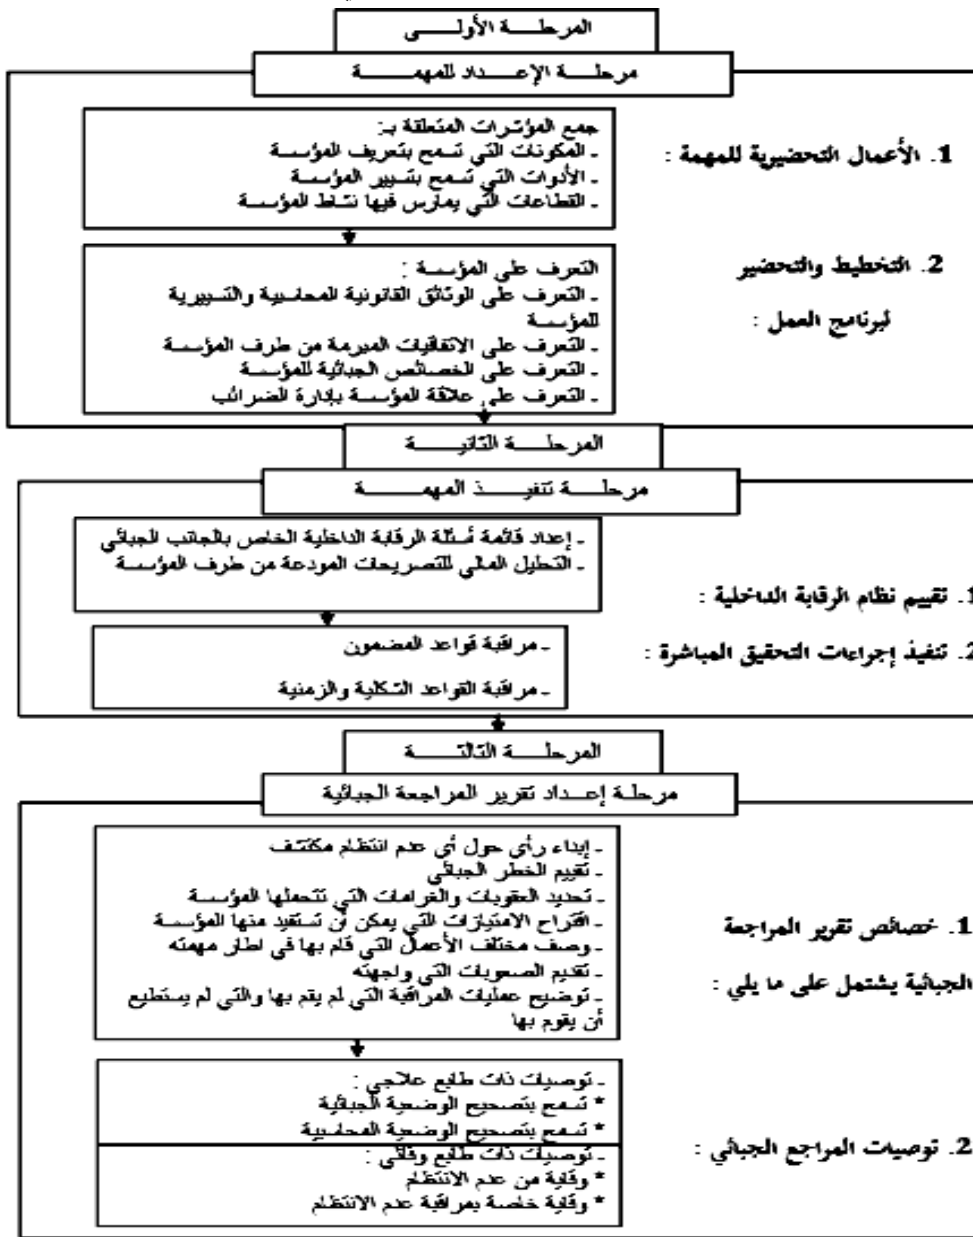 المرحلة الأولى
مرحلة الإعداد للمهمة
1. الأعمال التحضيرية للمهمة :
جمع المؤشرات المتعلقة بـ:
- المكونات التي تسمح بتعريف المؤسسة
- الأدوات التي تسمح بتسيير المؤسسة
- القطاعات التي يمارس فيها نشاط المؤسسة
2. التخطيط والتحضير
لبرنامج العمل :
التعرف على المؤسسة :
- التعرف على الوثائق القانونية المحاسبية والتسييرية
للمؤسسة
- التعرف على الاتفاقيات المبرمة من طرف المؤسسة
- التعرف على الخصائص الجبائية للمؤسسة
- التعرف على علاقة المؤسسة بإدارة الضرائب
المرحلة الثانية
مرحلة تنفيذ المهمة
1. تقييم نظام الرقابة الداخلية :
- إعداد قائمة أسئلة الرقابة الداخلية الخاص بالجانب الجبائي
- التحليل المالي للتصريحات المودعة من طرف المؤسسة
2. تنفيذ إجراءات التحقيق المباشرة :
- مراقبة قواعد المضمون
- مراقبة القواعد الشكلية والزمنية
المرحلة الثالثة
مرحلة إعداد تقرير المراجعة الجبائية
1. خصائص تقرير المراجعة
الجبائية يشتمل على ما يلي :
- إبداء رأي حول أي عدم انتظام مكتشف
- تقييم الخطر الجبائي
- تحديد العقوبات والغرامات التي تتحملها المؤسسة
- اقتراح الامتيازات التي يمكن أن تستفيد منها المؤسسة
- وصف مختلف الأعمال التي قام بها في اطار مهمته
- تقديم الصعوبات التي واجهته
- توضيح عمليات المراقبة التي لم يقم بها والتي لم يستطيع
أن يقوم بها
2. توصيات المراجع الجبائي :
- توصيات ذات طابع علاجي :
* تسمح بتصحيح الوضعية الجبائية
* تسمح بتصحيح الوضعية المحاسبية
- توصيات ذات طابع وقائي :
* وقاية من عدم الانتظام
* وقاية خاصة بمراقبة عدم الانتظام